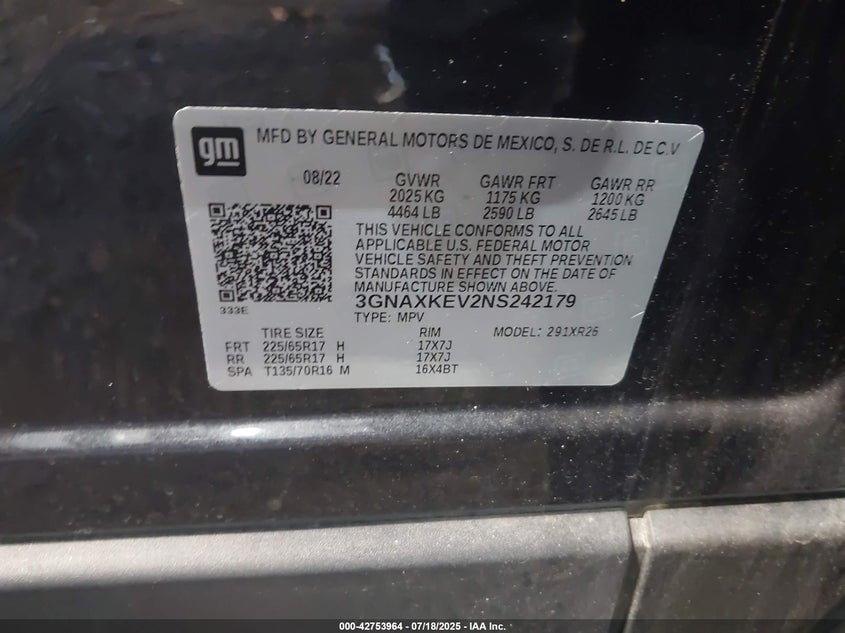 gm
MFD BY GENERAL MOTORS DE MEXICO, S. DE R.L. DE C.V
08/22 GVWR GAWR FRT GAWR RR
2025 KG 1175 KG 1200 KG
4464 LB 2590 LB 2645 LB
THIS VEHICLE CONFORMS TO ALL
APPLICABLE U.S. FEDERAL MOTOR
VEHICLE SAFETY AND THEFT PREVENTION
STANDARDS IN EFFECT ON THE DATE OF
MANUFACTURE SHOWN ABOVE.
3GNAXKEV2NS242179
333E
TYPE: MPV MODEL: 291XR26
TIRE SIZE RIM
FRT 225/65R17 H 17X7J
RR 225/65R17 H 17X7J
SPA T135/70R16 M 16X4BT
000-42753964 - 07/18/2025 - IAA Inc.